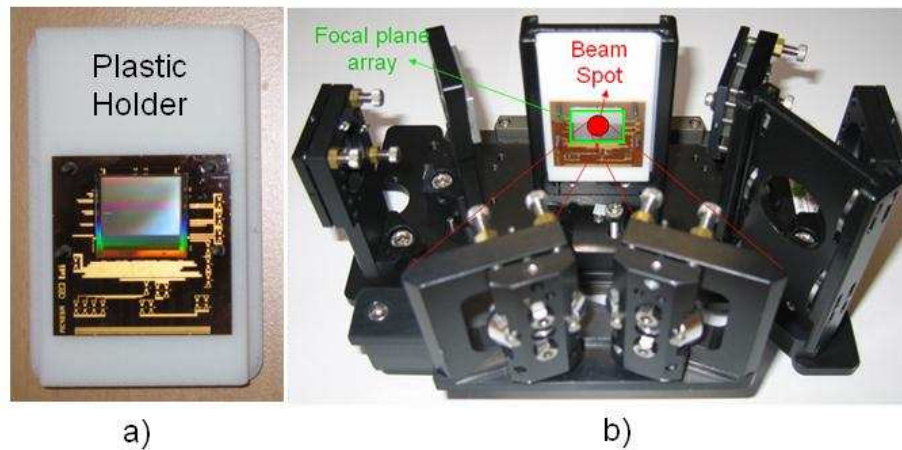 Plastic
Holder
Focal plane
array
Beam
Spot
a)
b)